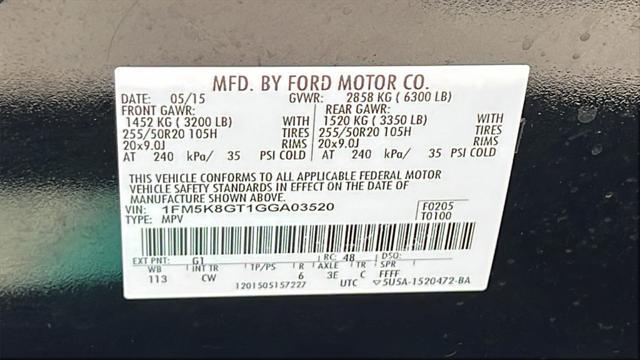 MFD. BY FORD MOTOR CO.
DATE: 05/15 GVWR: 2858 KG ( 6300 LB)
FRONT GAWR: REAR GAWR:
1452 KG ( 3200 LB) WITH 1520 KG ( 3350 LB) WITH
255/50R20 105H TIRES 255/50R20 105H TIRES
20x9.0J RIMS 20x9.0J RIMS
AT 240 kPa/ 35 PSI COLD AT 240 kPa/ 35 PSI COLD
THIS VEHICLE CONFORMS TO ALL APPLICABLE FEDERAL MOTOR
VEHICLE SAFETY STANDARDS IN EFFECT ON THE DATE OF
MANUFACTURE SHOWN ABOVE.
VIN: 1FM5K8GT1GGA03520 F0205
TYPE: MPV T0100
EXT PNT: G1 RC: 48 DSO:
WB INT TR TP/PS R AXLE TR SPR
113 CW 6 3E C FFFF
1201505157227 UTC ▽5U5A-1520472-BA